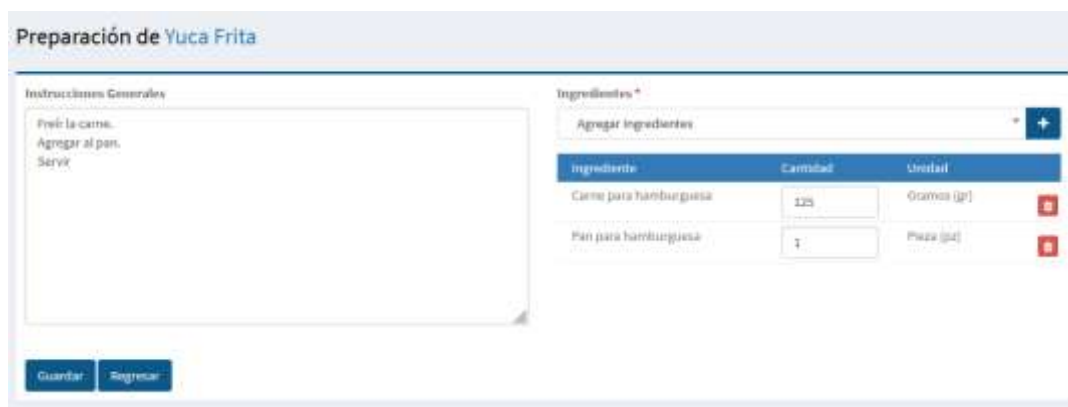 Preparación de Yuca Frita
Instrucciones Generales
Freír la carne.
Agregar al pan.
Servir
Ingredientes *
Agregar Ingredientes
+
Ingrediente Cantidad Unidad
Carne para hamburguesa 125 Gramos (gr)
Pan para hamburguesa 1 Pieza (pz)
Guardar Regresar